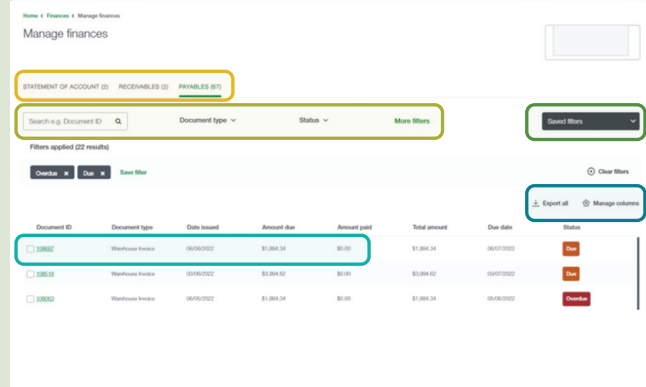 Home Finances Manage finances
Manage finances
STATEMENT OF ACCOUNT (2) RECEIVABLES (2) PAYABLES (67)
Search e.g. Document ID Document type Status More filters Saved filters
Filters applied (22 results)
Overdue × Due × Save filter Clear filters
Export all Manage columns
Document ID Document type Date issued Amount due Amount paid Total amount Due date Status
Warehouse Invoice 06/06/2022 $1,884.34 $0.00 $1,884.34 06/07/2022 Due
108519 Warehouse Invoice 03/06/2022 $3,994.62 $0.00 $3,994.62 03/07/2022 Due
Warehouse Invoice 06/05/2022 $1,884.34 $0.00 $1,884.34 05/06/2022 Overdue